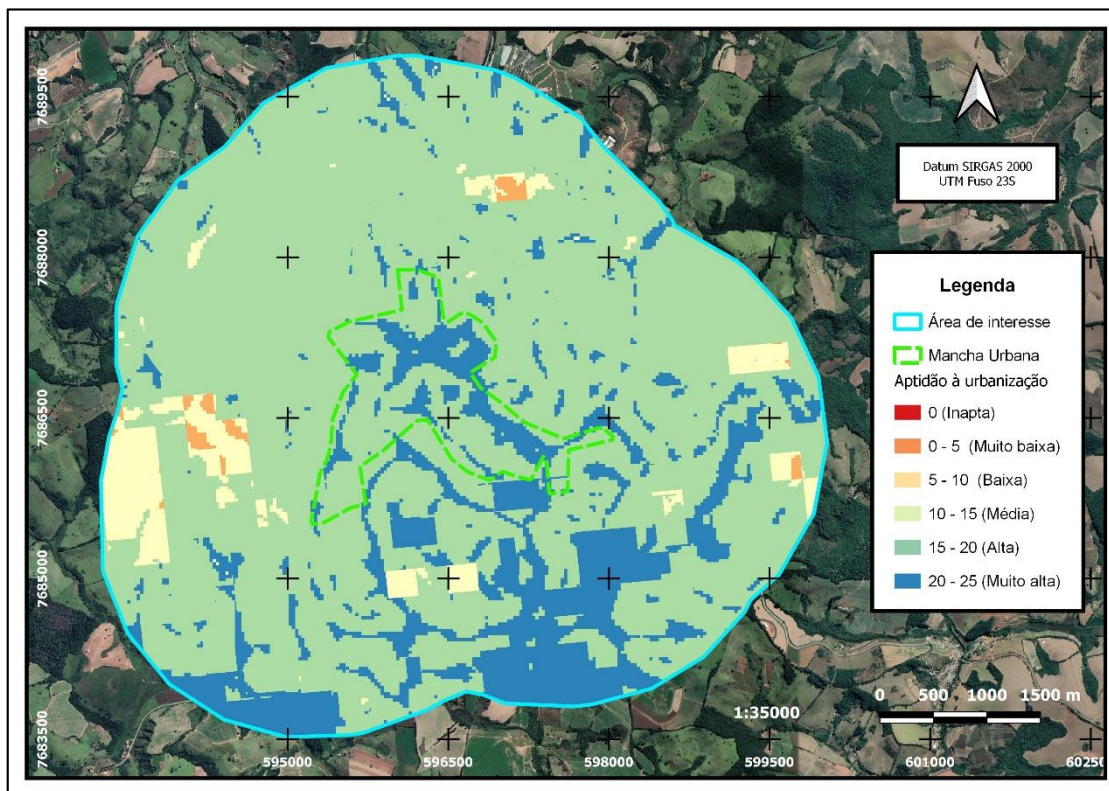 7689500
7688000
7686500
7685000
7683500
Datum SIRGAS 2000
UTM Fuso 23S
Legenda
Área de interesse
Mancha Urbana
Aptidão à urbanização
0 (Inapta)
0 - 5 (Muito baixa)
5 - 10 (Baixa)
10 - 15 (Média)
15 - 20 (Alta)
20 - 25 (Muito alta)
0 500 1000 1500 m
1:35000
595000 596500 598000 599500 601000 60250